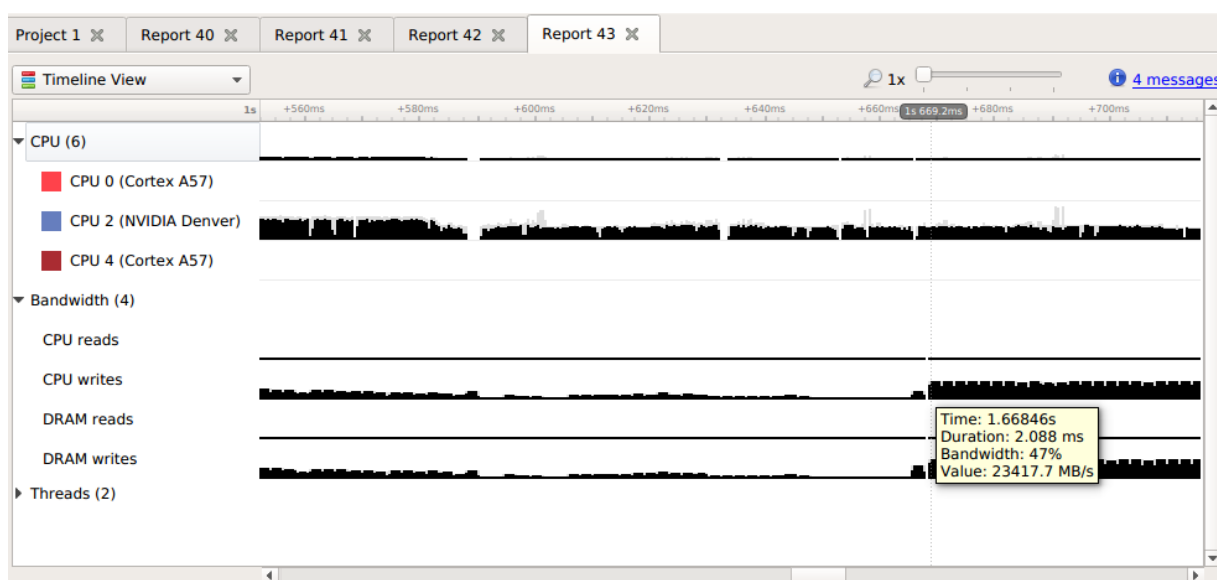 Project 1 Report 40 Report 41 Report 42 Report 43
Timeline View 1x 4 messages
1s +560ms +580ms +600ms +620ms +640ms +660ms 1s 669.2ms +680ms +700ms
CPU (6)
CPU 0 (Cortex A57)
CPU 2 (NVIDIA Denver)
CPU 4 (Cortex A57)
Bandwidth (4)
CPU reads
CPU writes
DRAM reads
DRAM writes
Threads (2)
Time: 1.66846s
Duration: 2.088 ms
Bandwidth: 47%
Value: 23417.7 MB/s